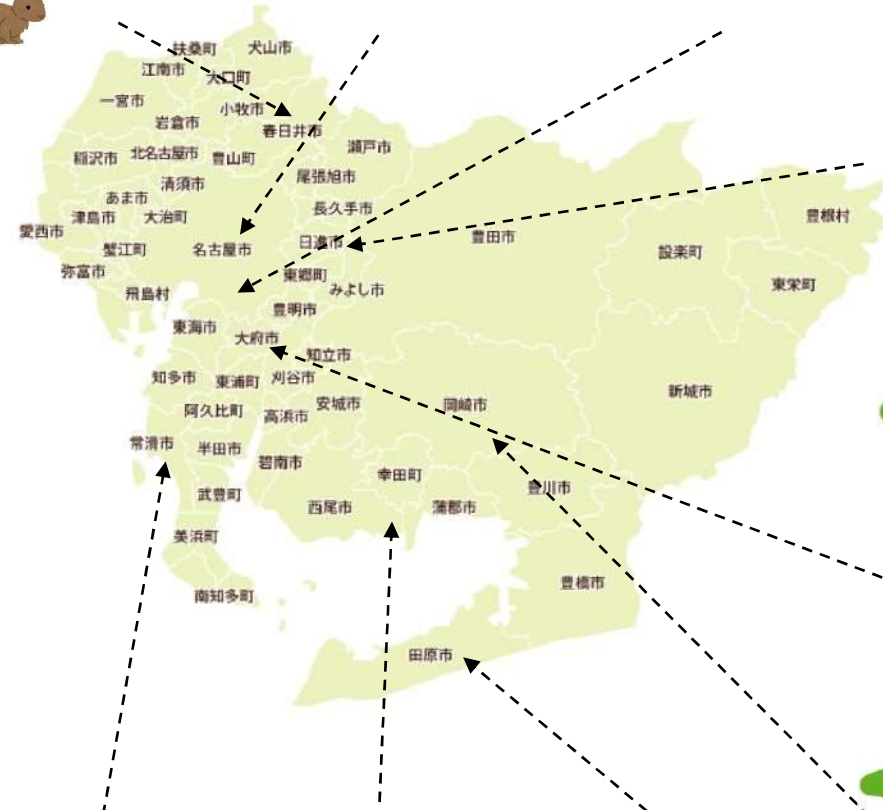 扶桑町
犬山市
江南市
大口町
一宮市
小牧市
岩倉市
春日井市
瀬戸市
稲沢市
北名古屋市
豊山町
清須市
尾張旭市
あま市
津島市
大治町
長久手市
愛西市
蟹江町
名古屋市
日進市
豊田市
豊根村
設楽町
弥富市
東郷町
東栄町
飛島村
みよし市
豊明市
東海市
大府市
知立市
知多市
東浦町
刈谷市
新城市
阿久比町
高浜市
安城市
岡崎市
常滑市
半田市
碧南市
幸田町
武豊町
西尾市
蒲郡市
豊川市
美浜町
豊橋市
南知多町
田原市